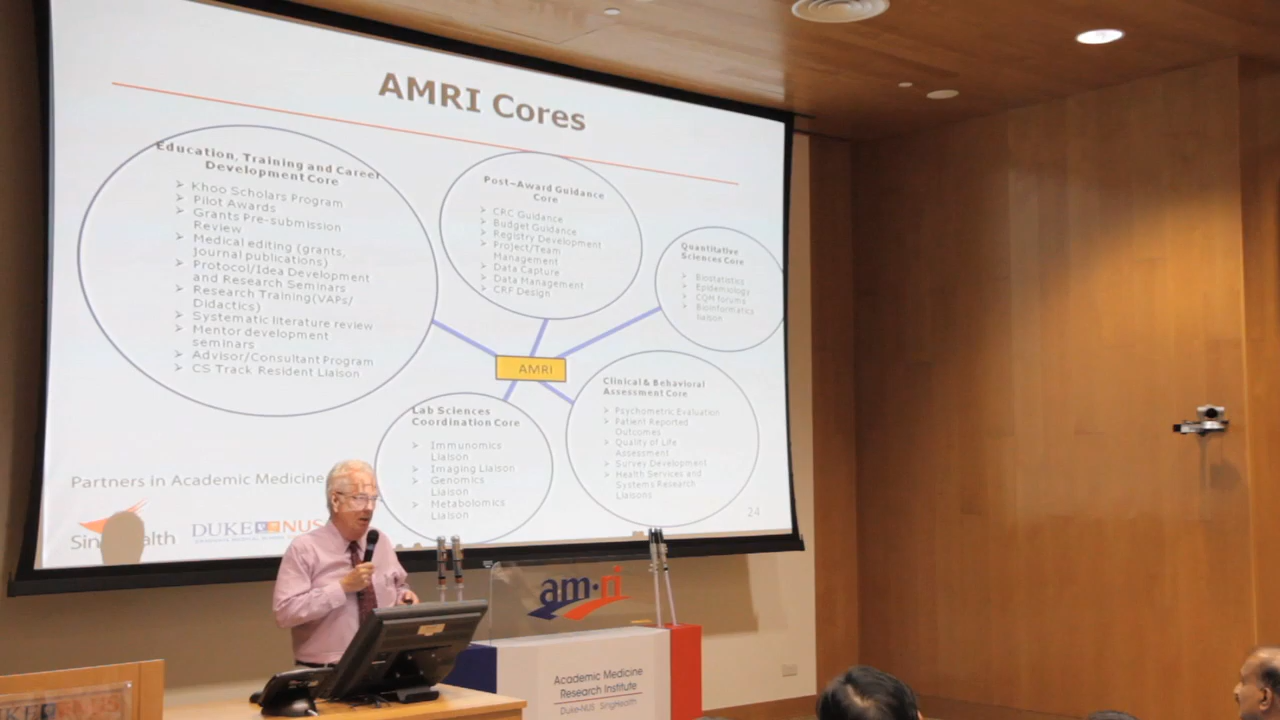 AMRI Cores
Education, Training and Career
Development Core
➢ Khoo Scholars Program
➢ Pilot Awards
➢ Grants Pre-submission
Review
➢ Medical editing (grants,
Journal publications)
➢ Protocol/Idea Development
and Research Seminars
➢ Research Training(VAPs/
Didactics)
➢ Systematic literature review
➢ Mentor development
seminars
➢ Advisor/Consultant Program
➢ CS Track Resident Liaison
Post-Award Guidance
Core
➢ CRC Guidance
➢ Budget Guidance
➢ Registry Development
➢ Project/Team
Management
➢ Data Capture
➢ Data Management
➢ CRF Design
Quantitative
Sciences Core
➢ Biostatistics
➢ Epidemiology
➢ CQM forums
➢ Bioinformatics
liaison
AMRI
Lab Sciences
Coordination Core
➢ Immunomics
Liaison
➢ Imaging Liaison
➢ Genomics
Liaison
➢ Metabolomics
Liaison
Clinical & Behavioral
Assessment Core
➢ Psychometric Evaluation
➢ Patient Reported
Outcomes
➢ Quality of Life
Assessment
➢ Survey Development
➢ Health Services and
Systems Research
Liaisons
Partners in Academic Medicine
DUKE NUS
24
am·ri
Academic Medicine
Research Institute
Duke-NUS SingHealth